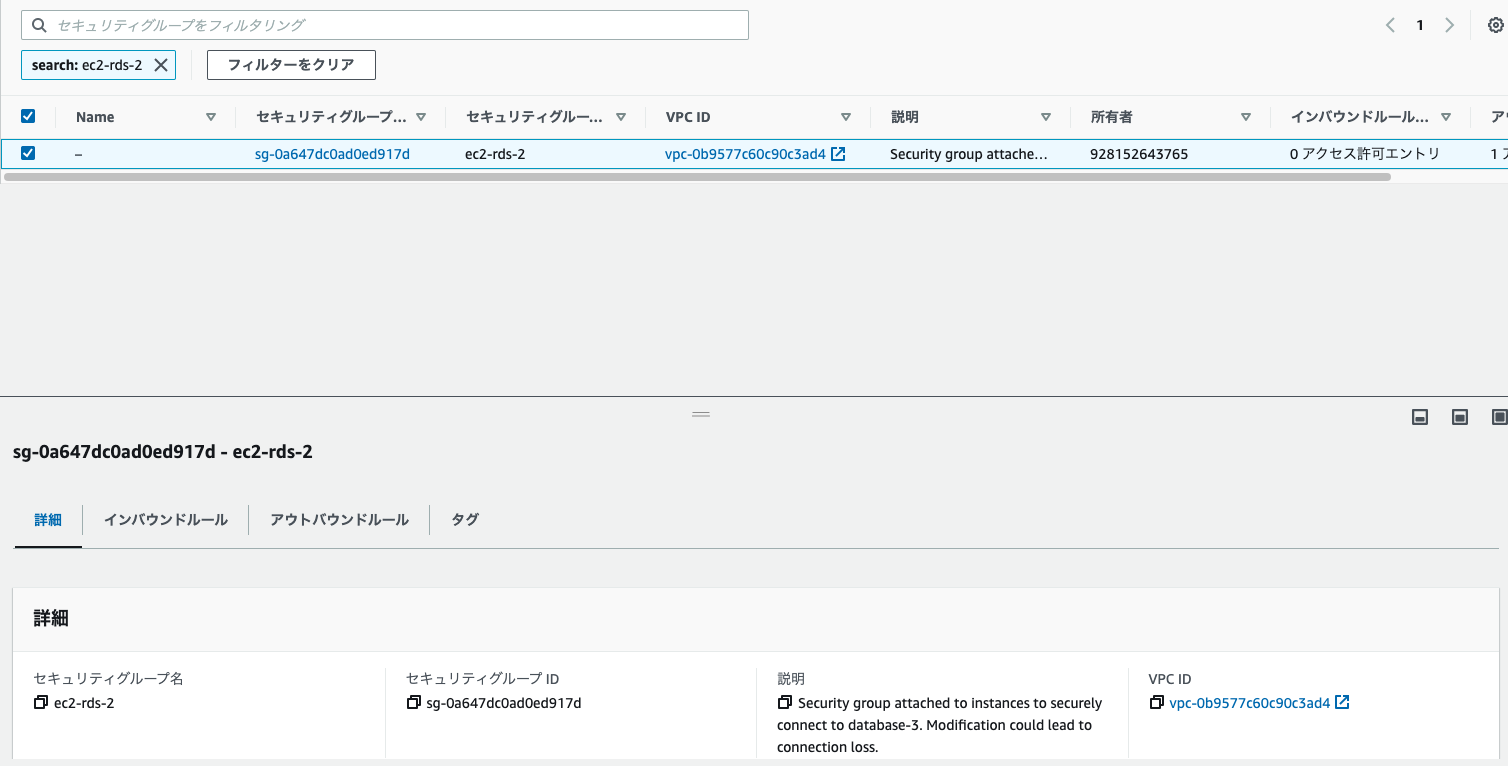 セキュリティグループをフィルタリング
1
search: ec2-rds-2
フィルターをクリア
Name セキュリティグループ... セキュリティグルー... VPC ID 説明 所有者 インバウンドルール...
– sg-0a647dc0ad0ed917d ec2-rds-2 vpc-0b9577c60c90c3ad4 Security group attache... 928152643765 0 アクセス許可エントリ 1
sg-0a647dc0ad0ed917d - ec2-rds-2
詳細 インバウンドルール アウトバウンドルール タグ
詳細
セキュリティグループ名
ec2-rds-2
セキュリティグループ ID
sg-0a647dc0ad0ed917d
説明
Security group attached to instances to securely
connect to database-3. Modification could lead to
connection loss.
VPC ID
vpc-0b9577c60c90c3ad4